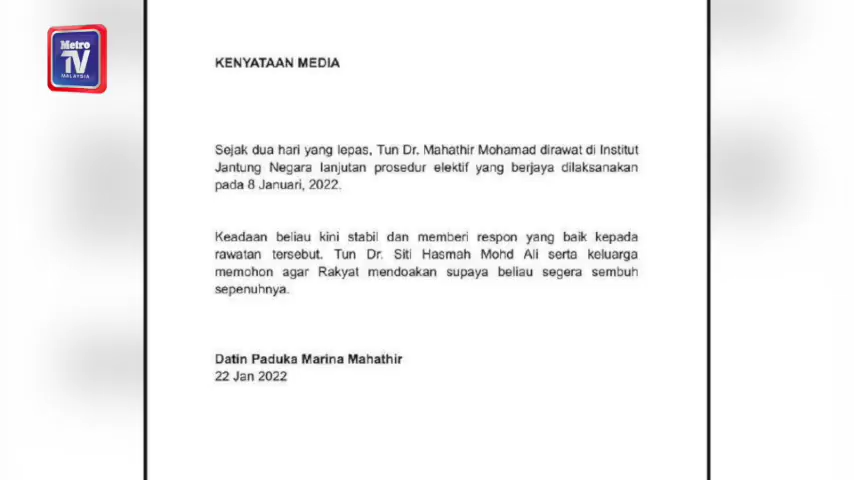 Metro
TV
MALAYSIA
KENYATAAN MEDIA
Sejak dua hari yang lepas, Tun Dr. Mahathir Mohamad dirawat di Institut
Jantung Negara lanjutan prosedur elektif yang berjaya dilaksanakan
pada 8 Januari, 2022.
Keadaan beliau kini stabil dan memberi respon yang baik kepada
rawatan tersebut. Tun Dr. Siti Hasmah Mohd Ali serta keluarga
memohon agar Rakyat mendoakan supaya beliau segera sembuh
sepenuhnya.
Datin Paduka Marina Mahathir
22 Jan 2022